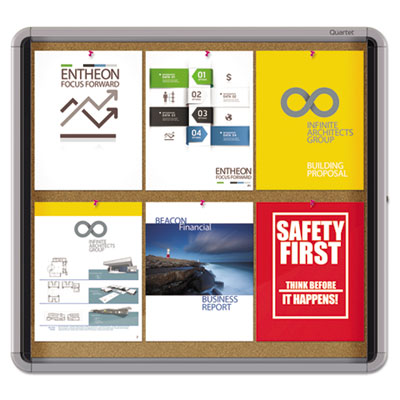 Quartet
ENTHEON
FOCUS FORWARD
01
02
03
04
ENTHEON
FOCUS FORWARD
INFINITE
ARCHITECTS
GROUP
BUILDING
PROPOSAL
INFINITE
ARCHITECTS
GROUP
BEACON
Financial
BUSINESS
REPORT
SAFETY
FIRST
THINK BEFORE
IT HAPPENS!